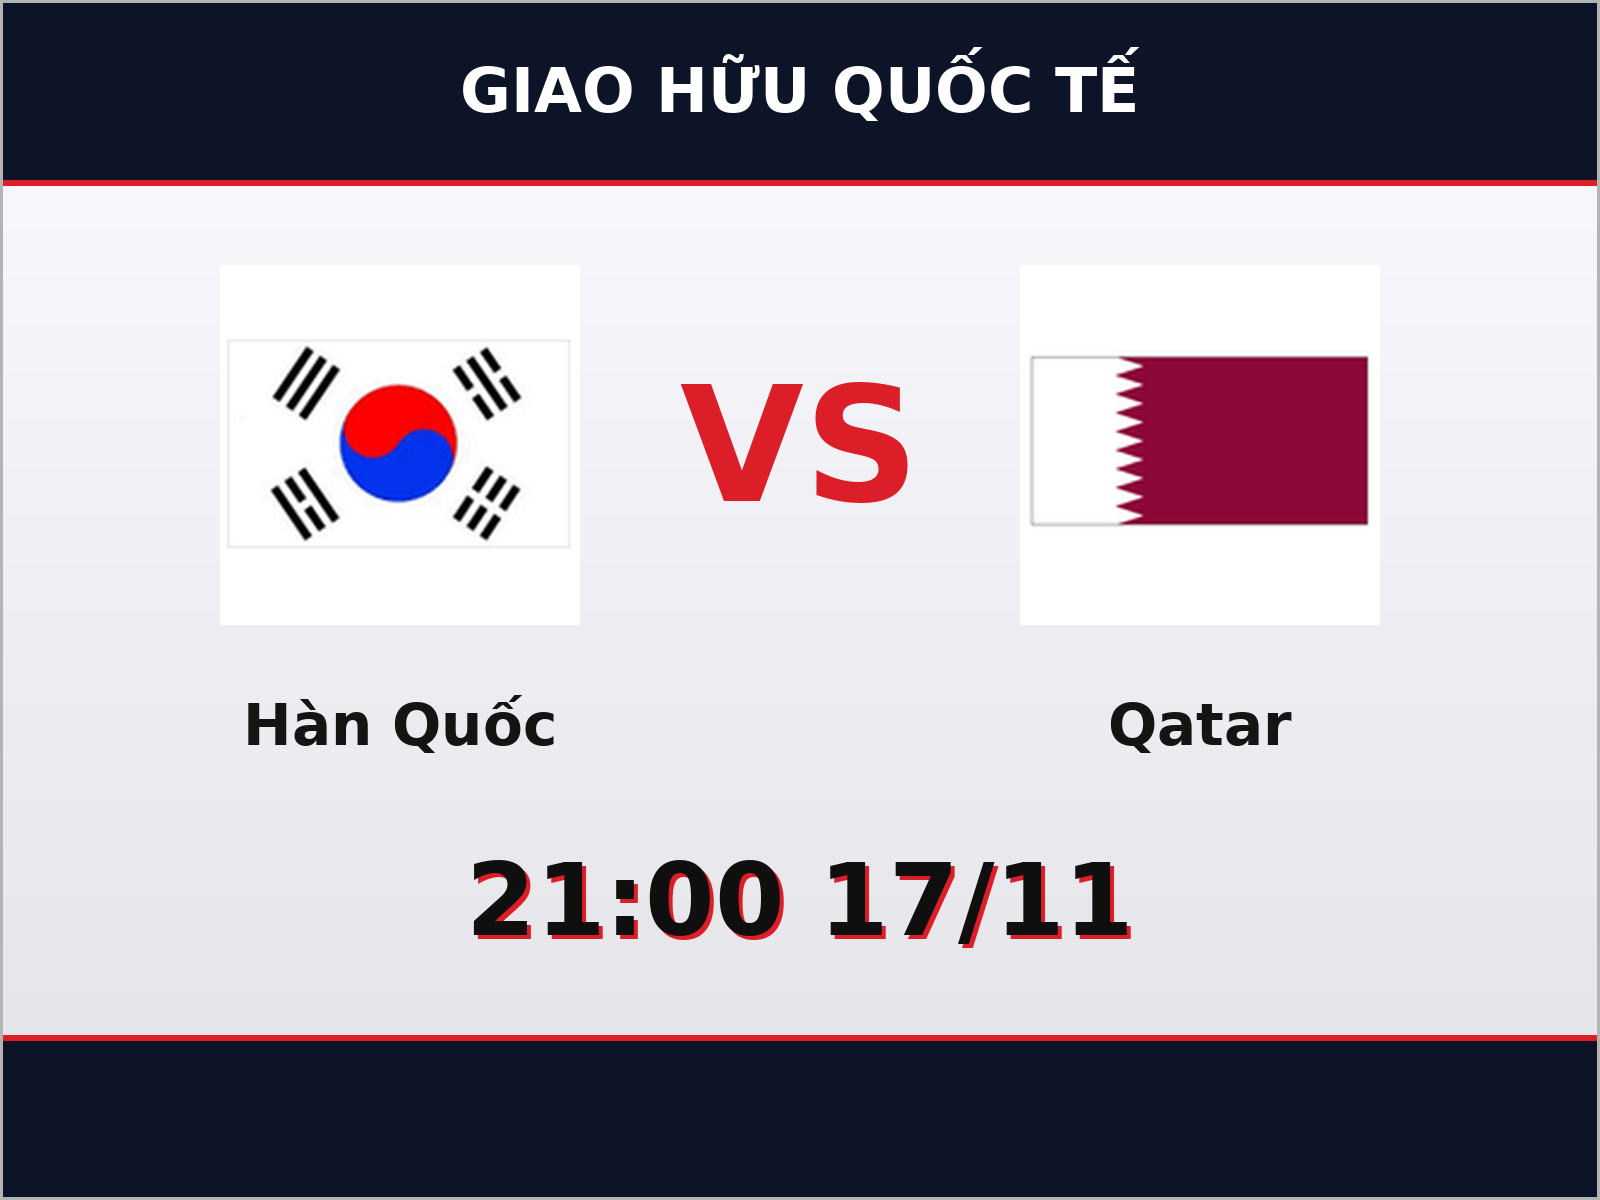 GIAO HỮU QUỐC TẾ
VS
Hàn Quốc
Qatar
21:00 17/11